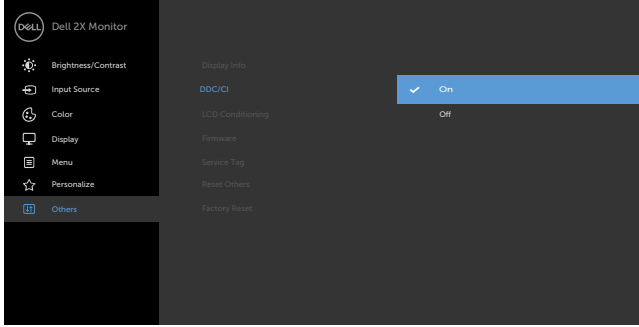 DELL
Dell 2X Monitor
Brightness/Contrast
Input Source
Color
Display
Menu
Personalize
Others
Display Info
DDC/CI
LCD Conditioning
Firmware
Service Tag
Reset Others
Factory Reset
On
Off